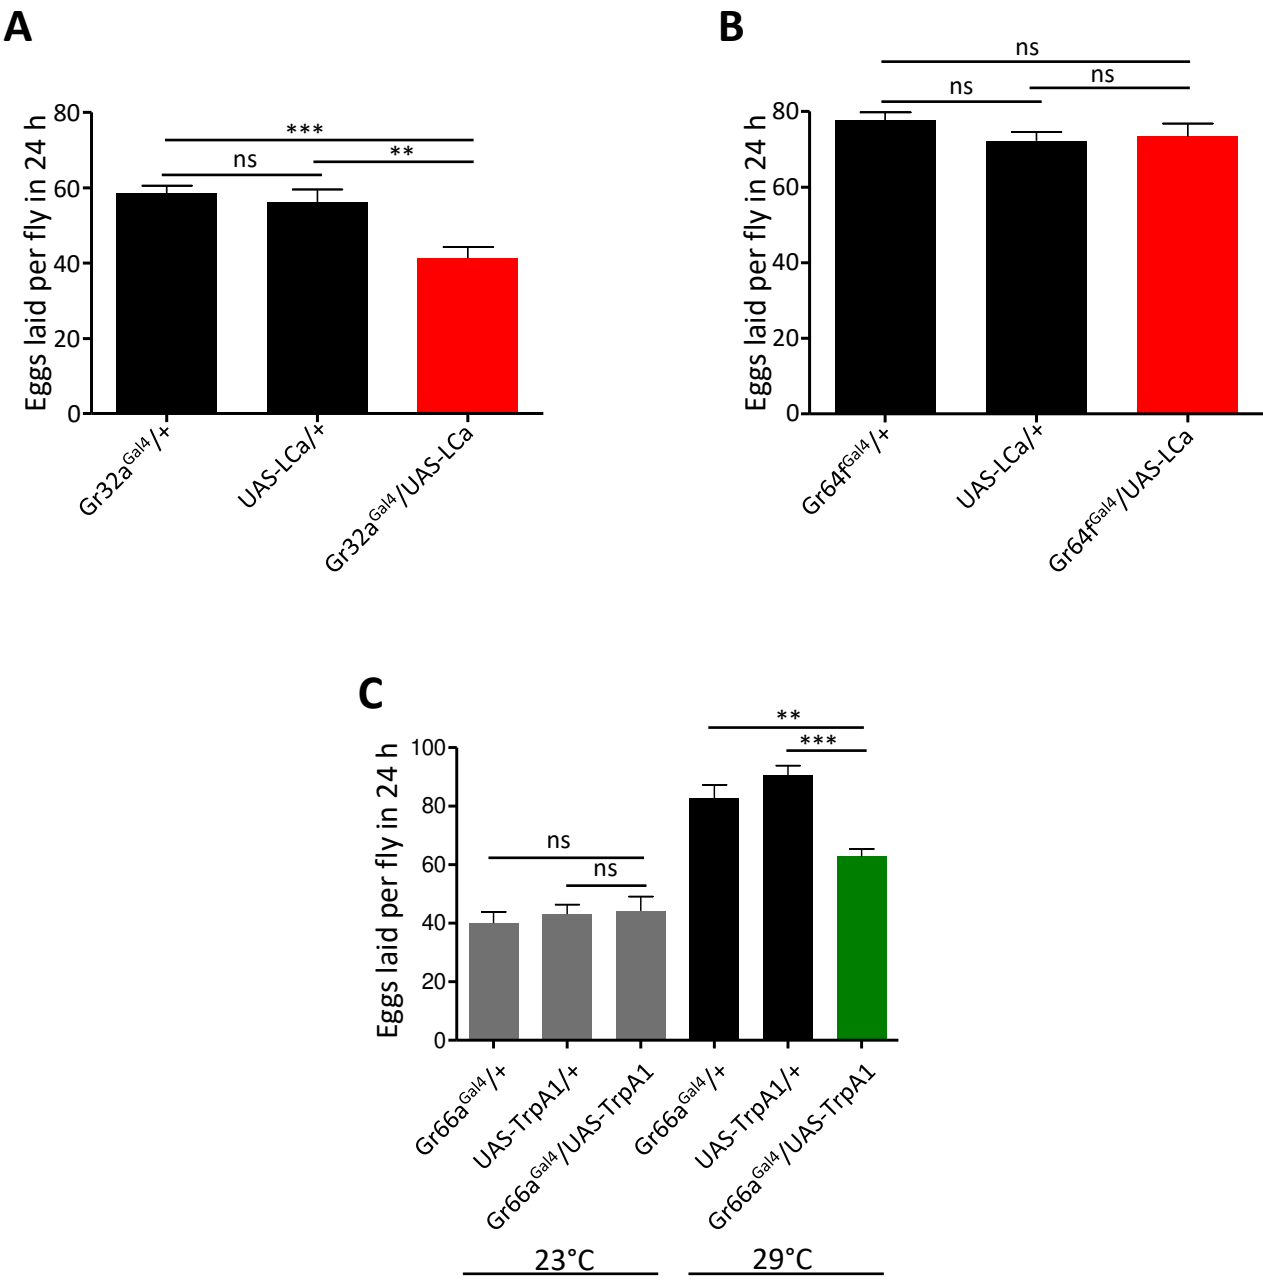 A
Eggs laid per fly in 24 h
80
60
40
20
0
***
ns
**
Gr32aGal4/+
UAS-LCa/+
Gr32aGal4/UAS-LCa
B
Eggs laid per fly in 24 h
80
60
40
20
0
ns
ns
ns
Gr64fGal4/+
UAS-LCa/+
Gr64fGal4/UAS-LCa
C
Eggs laid per fly in 24 h
100
80
60
40
20
0
ns
ns
**
***
Gr66aGal4/+
UAS-TrpA1/+
Gr66aGal4/UAS-TrpA1
Gr66aGal4/+
UAS-TrpA1/+
Gr66aGal4/UAS-TrpA1
23°C
29°C